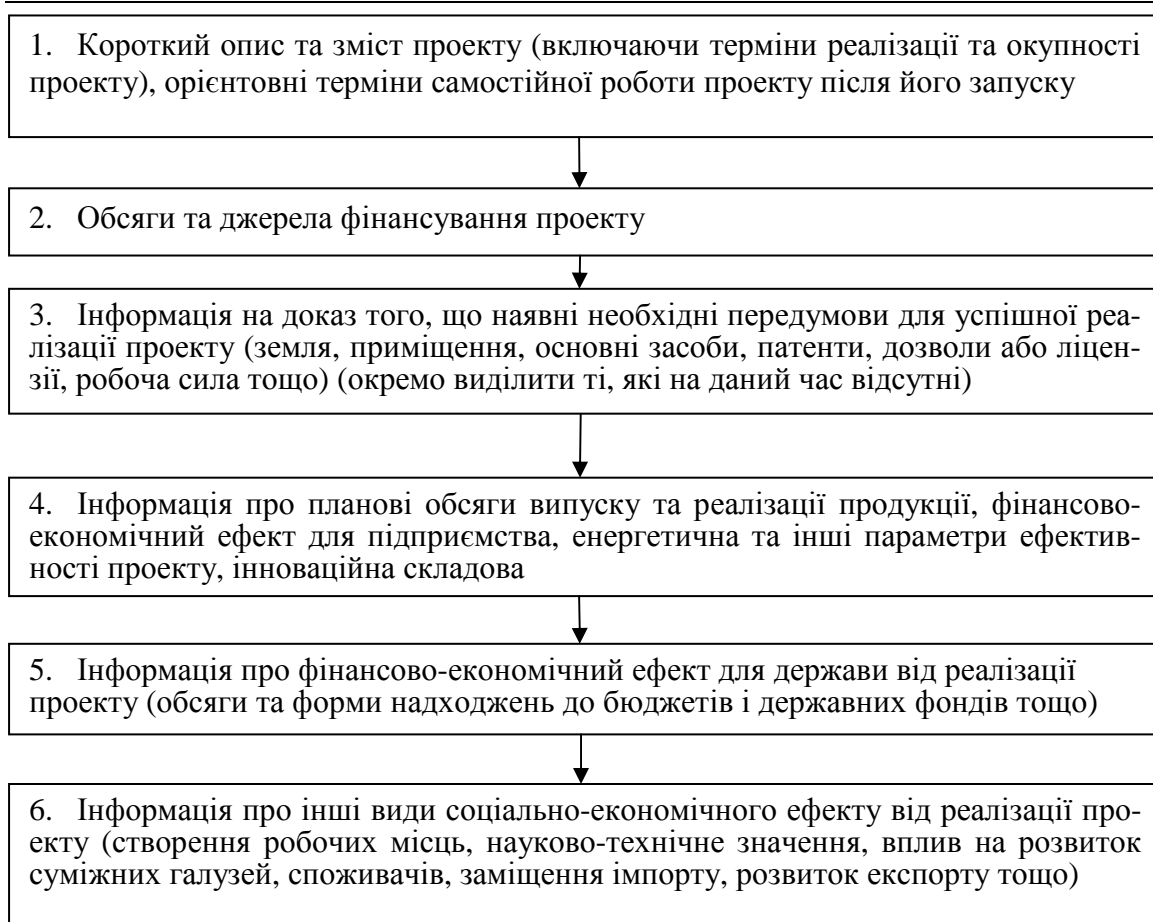 1. Короткий опис та зміст проекту (включаючи терміни реалізації та окупності
проекту), орієнтовні терміни самостійної роботи проекту після його запуску
2. Обсяги та джерела фінансування проекту
3. Інформація на доказ того, що наявні необхідні передумови для успішної реа-
лізації проекту (земля, приміщення, основні засоби, патенти, дозволи або ліцен-
зії, робоча сила тощо) (окремо виділити ті, які на даний час відсутні)
4. Інформація про планові обсяги випуску та реалізації продукції, фінансово-
економічний ефект для підприємства, енергетична та інші параметри ефектив-
ності проекту, інноваційна складова
5. Інформація про фінансово-економічний ефект для держави від реалізації
проекту (обсяги та форми надходжень до бюджетів і державних фондів тощо)
6. Інформація про інші види соціально-економічного ефекту від реалізації про-
екту (створення робочих місць, науково-технічне значення, вплив на розвиток
суміжних галузей, споживачів, заміщення імпорту, розвиток експорту тощо)